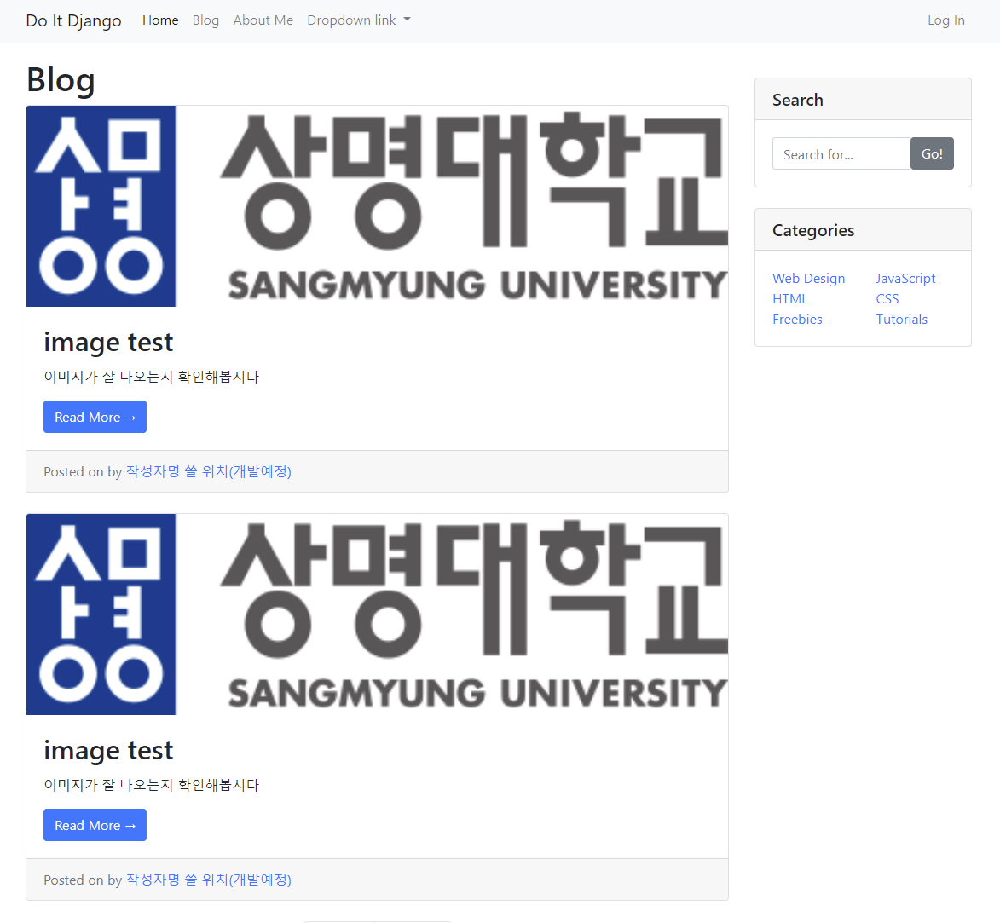 Do It Django Home Blog About Me Dropdown link Log In
Blog
상명 상명대학교
SANGMYUNG UNIVERSITY
image test
이미지가 잘 나오는지 확인해봅시다
Read More →
Posted on by 작성자명 쓸 위치(개발예정)
상명 상명대학교
SANGMYUNG UNIVERSITY
image test
이미지가 잘 나오는지 확인해봅시다
Read More →
Posted on by 작성자명 쓸 위치(개발예정)
Search
Search for... Go!
Categories
Web Design JavaScript
HTML CSS
Freebies Tutorials